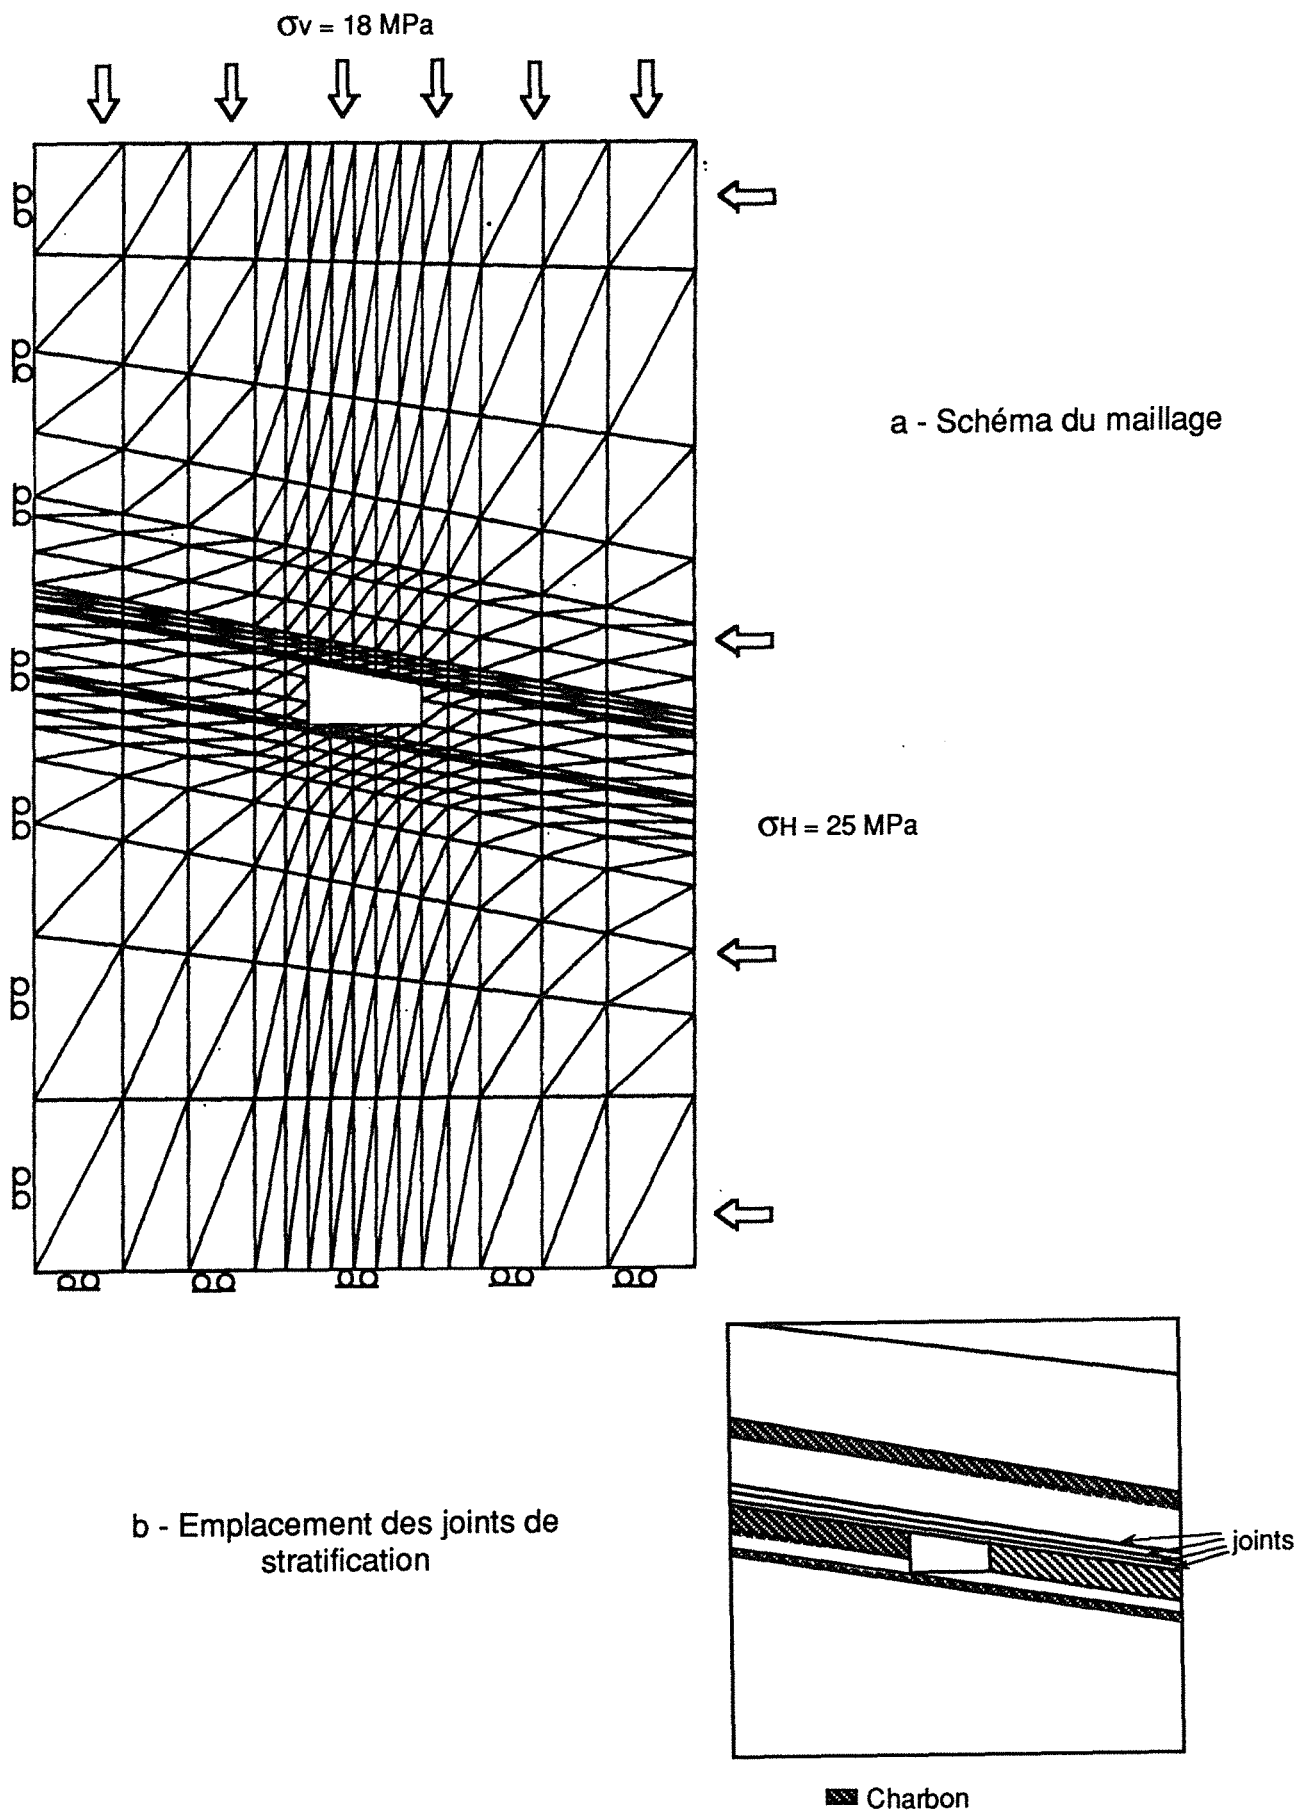 σv = 18 MPa
a - Schéma du maillage
σH = 25 MPa
b - Emplacement des joints de
stratification
joints
Charbon